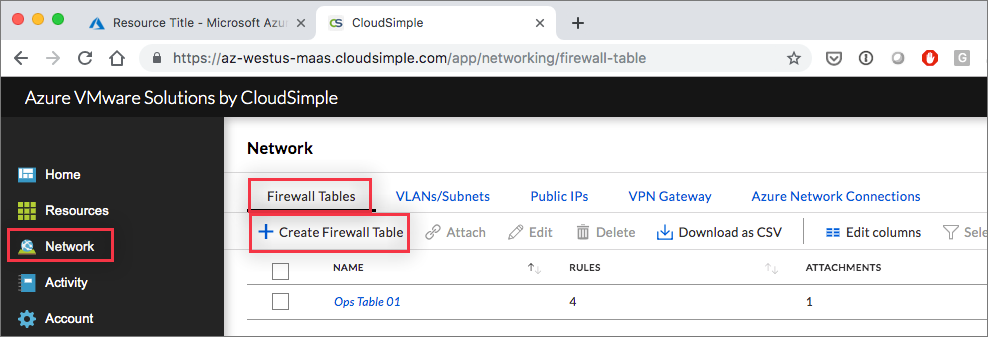 Resource Title - Microsoft Azu
CS CloudSimple
https://az-westus-maas.cloudsimple.com/app/networking/firewall-table
G
Azure VMware Solutions by CloudSimple
Home
Resources
Network
Activity
Account
Network
Firewall Tables VLANs/Subnets Public IPs VPN Gateway Azure Network Connections
Create Firewall Table Attach Edit Delete Download as CSV Edit columns Sele
NAME RULES ATTACHMENTS
Ops Table 01 4 1